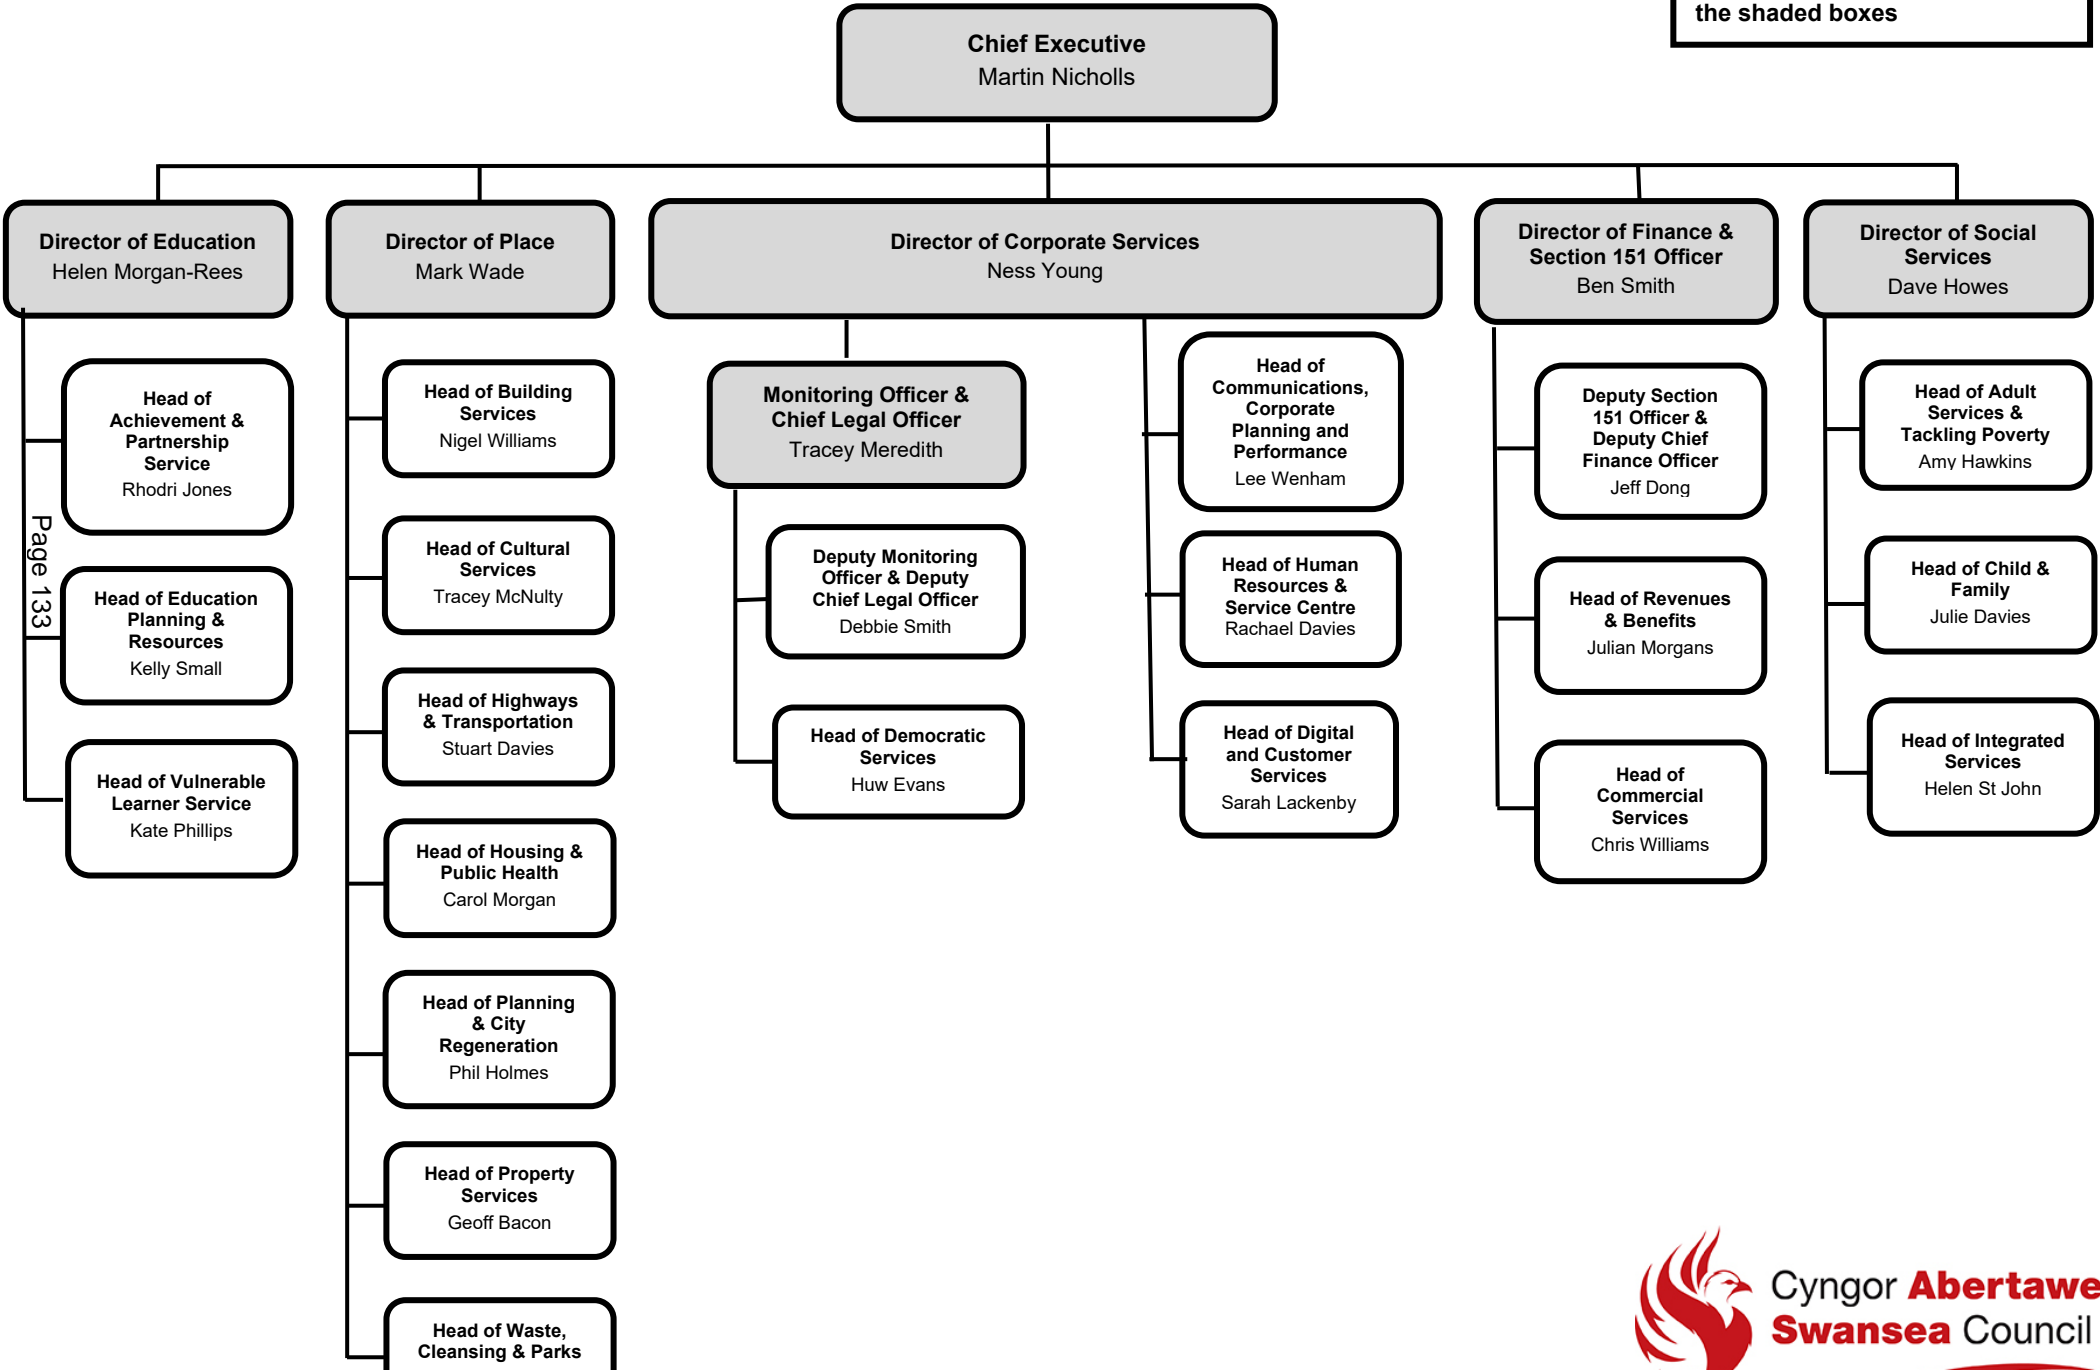 the shaded boxes
Chief Executive
Martin Nicholls
Director of Education
Helen Morgan-Rees
Director of Place
Mark Wade
Director of Corporate Services
Ness Young
Director of Finance &
Section 151 Officer
Ben Smith
Director of Social
Services
Dave Howes
Head of
Achievement &
Partnership
Service
Rhodri Jones
Head of Education
Planning &
Resources
Kelly Small
Head of Vulnerable
Learner Service
Kate Phillips
Page 133
Head of Building
Services
Nigel Williams
Head of Cultural
Services
Tracey McNulty
Head of Highways
& Transportation
Stuart Davies
Head of Housing &
Public Health
Carol Morgan
Head of Planning
& City
Regeneration
Phil Holmes
Head of Property
Services
Geoff Bacon
Head of Waste,
Cleansing & Parks
Monitoring Officer &
Chief Legal Officer
Tracey Meredith
Deputy Monitoring
Officer & Deputy
Chief Legal Officer
Debbie Smith
Head of Democratic
Services
Huw Evans
Head of
Communications,
Corporate
Planning and
Performance
Lee Wenham
Head of Human
Resources &
Service Centre
Rachael Davies
Head of Digital
and Customer
Services
Sarah Lackenby
Deputy Section
151 Officer &
Deputy Chief
Finance Officer
Jeff Dong
Head of Revenues
& Benefits
Julian Morgans
Head of
Commercial
Services
Chris Williams
Head of Adult
Services &
Tackling Poverty
Amy Hawkins
Head of Child &
Family
Julie Davies
Head of Integrated
Services
Helen St John
Cyngor Abertawe
Swansea Council